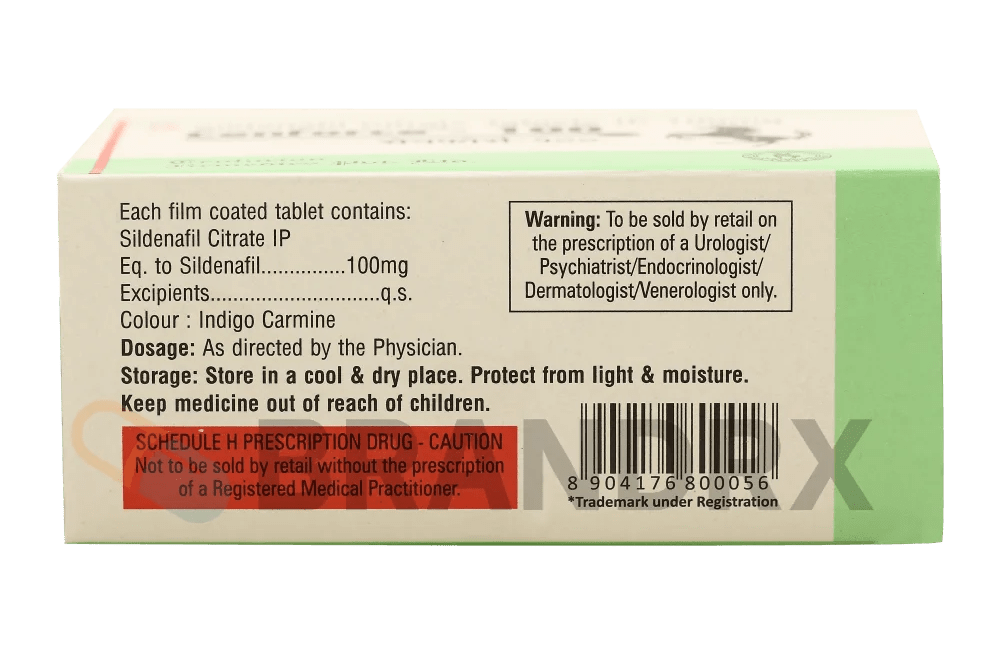 Cenforce 100
Each film coated tablet contains:
Sildenafil Citrate IP
Eq. to Sildenafil...............100mg
Excipients..............................q.s.
Colour : Indigo Carmine
Dosage: As directed by the Physician.
Storage: Store in a cool & dry place. Protect from light & moisture.
Keep medicine out of reach of children.
Warning: To be sold by retail on
the prescription of a Urologist/
Psychiatrist/Endocrinologist/
Dermatologist/Venerologist only.
SCHEDULE H PRESCRIPTION DRUG - CAUTION
Not to be sold by retail without the prescription
of a Registered Medical Practitioner.
8 904176 800056
*Trademark under Registration
BRANDRX